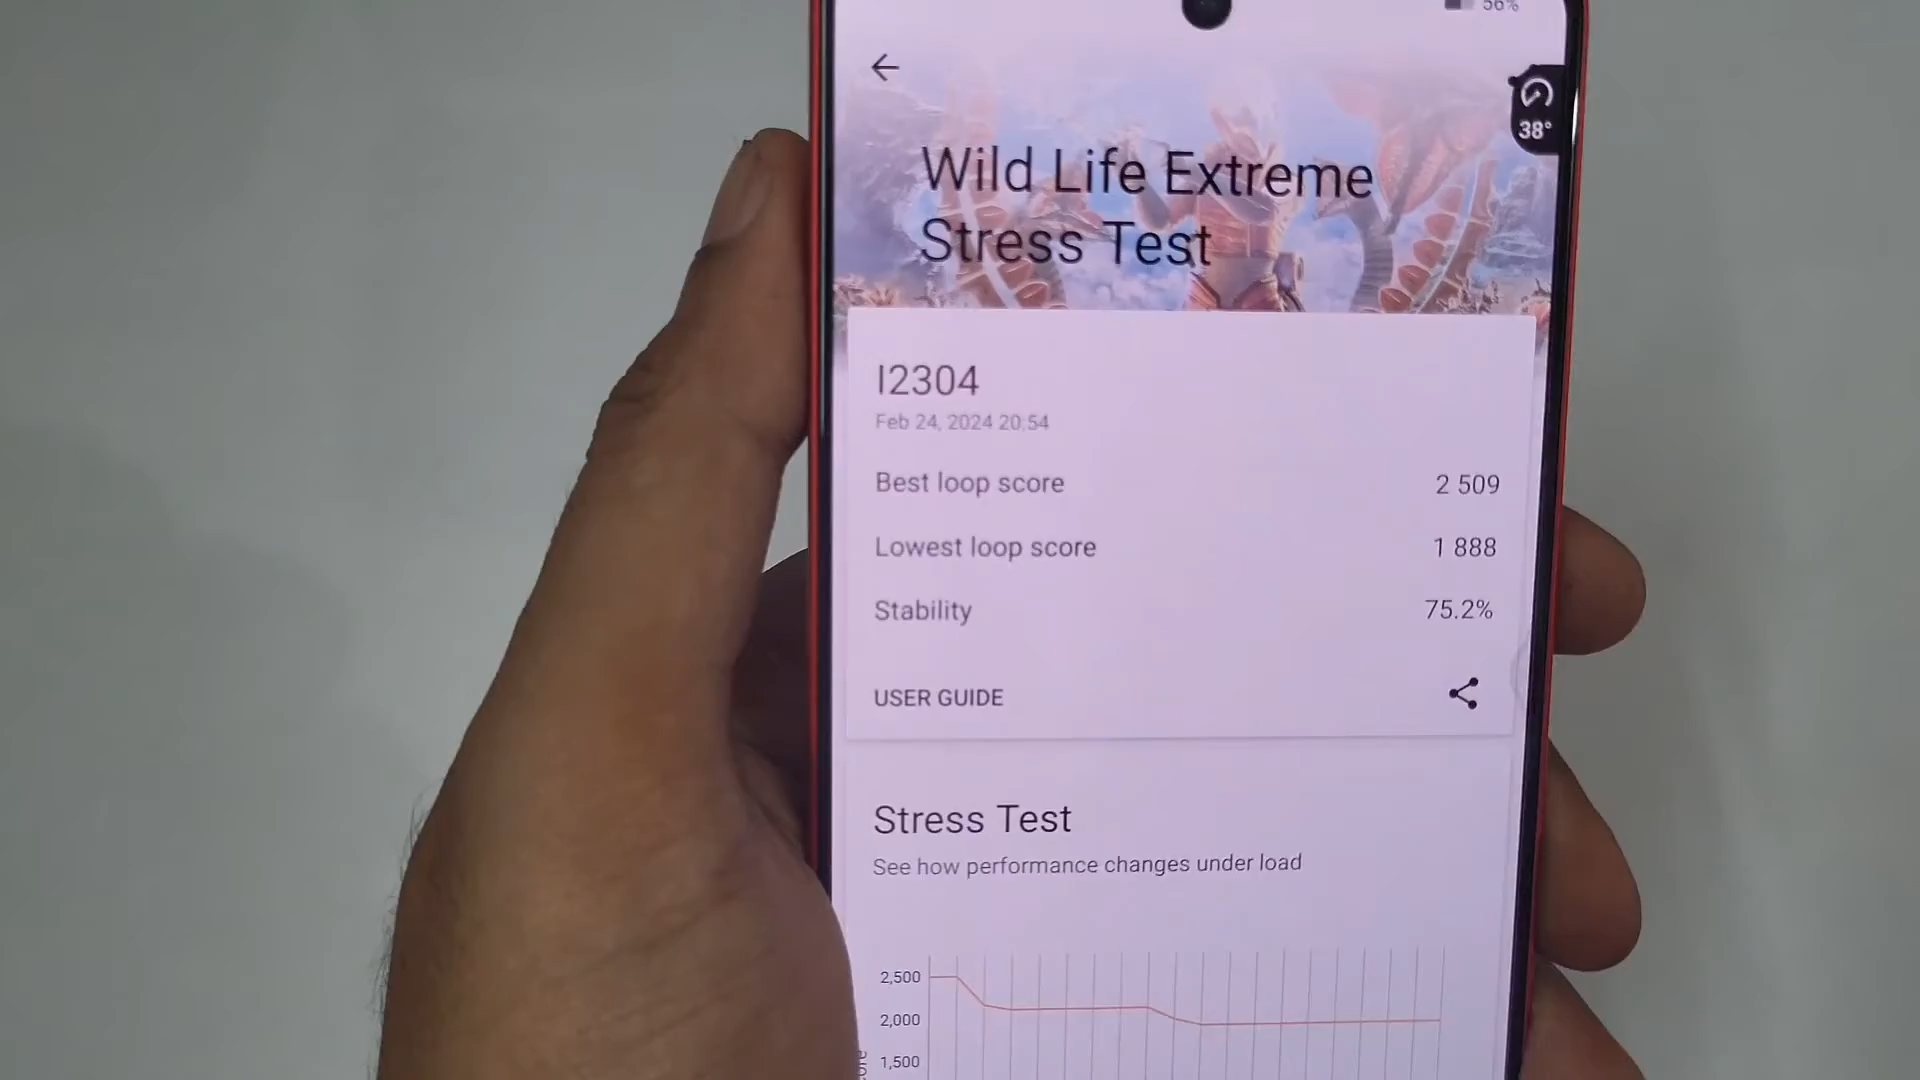 56%
38°
Wild Life Extreme
Stress Test
I2304
Feb 24, 2024 20:54
Best loop score 2 509
Lowest loop score 1 888
Stability 75.2%
USER GUIDE
Stress Test
See how performance changes under load
2,500
2,000
1,500